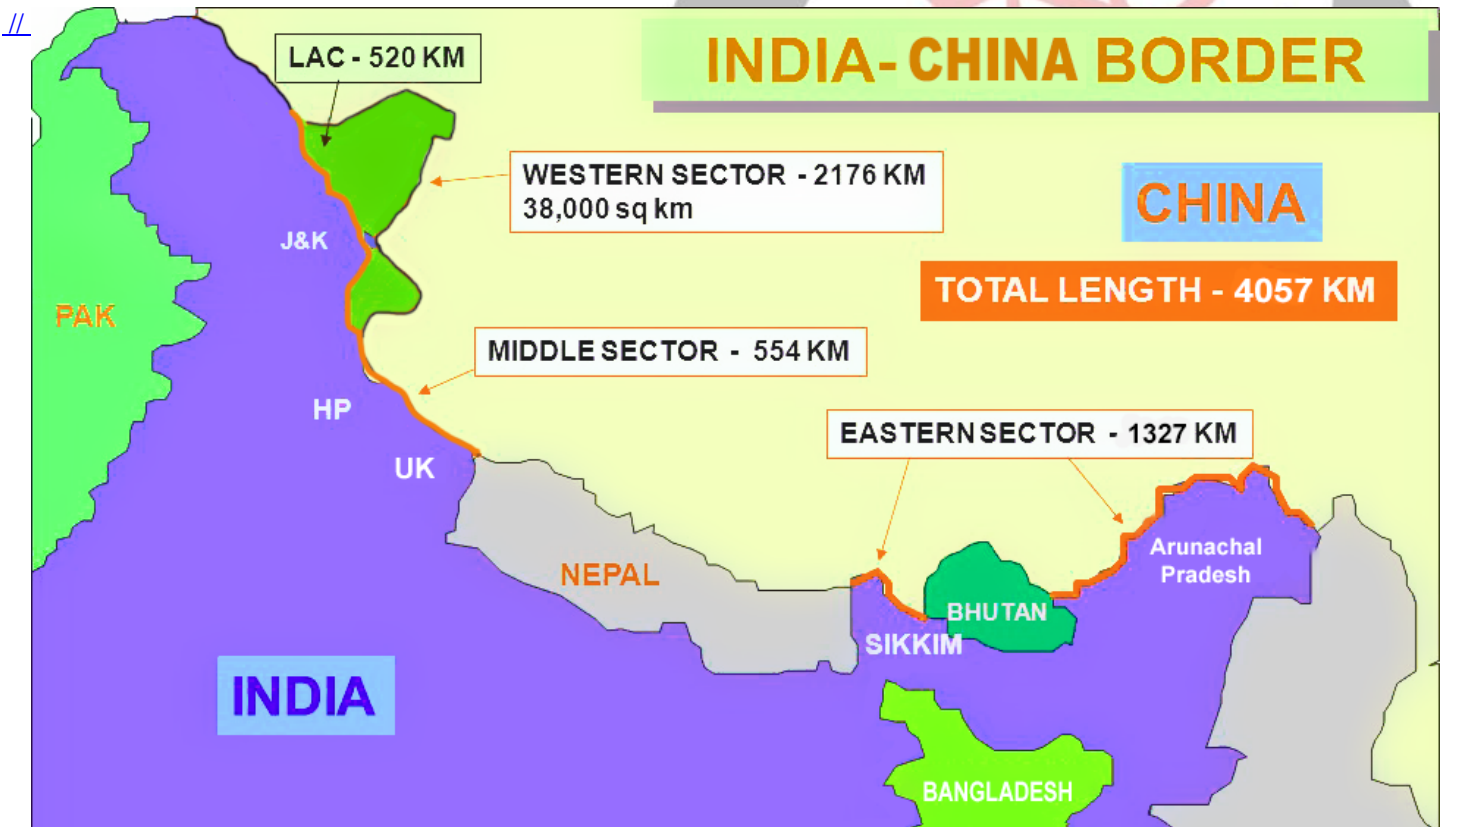 //
INDIA- CHINA BORDER
LAC - 520 KM
WESTERN SECTOR - 2176 KM
38,000 sq km
CHINA
J&K
TOTAL LENGTH - 4057 KM
PAK
MIDDLE SECTOR - 554 KM
HP
EASTERN SECTOR - 1327 KM
UK
Arunachal
Pradesh
NEPAL
BHUTAN
SIKKIM
INDIA
BANGLADESH